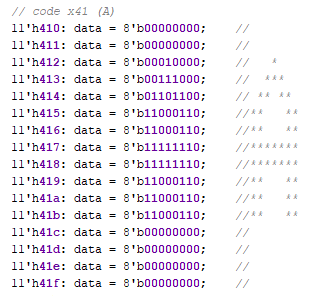 // code x41 (A)
11'h410: data = 8'b00000000;    //
11'h411: data = 8'b00000000;    //
11'h412: data = 8'b00010000;    //   *
11'h413: data = 8'b00111000;    //  ***
11'h414: data = 8'b01101100;    // ** **
11'h415: data = 8'b11000110;    //**   **
11'h416: data = 8'b11000110;    //**   **
11'h417: data = 8'b11111110;    //*******
11'h418: data = 8'b11111110;    //*******
11'h419: data = 8'b11000110;    //**   **
11'h41a: data = 8'b11000110;    //**   **
11'h41b: data = 8'b11000110;    //**   **
11'h41c: data = 8'b00000000;    //
11'h41d: data = 8'b00000000;    //
11'h41e: data = 8'b00000000;    //
11'h41f: data = 8'b00000000;    //